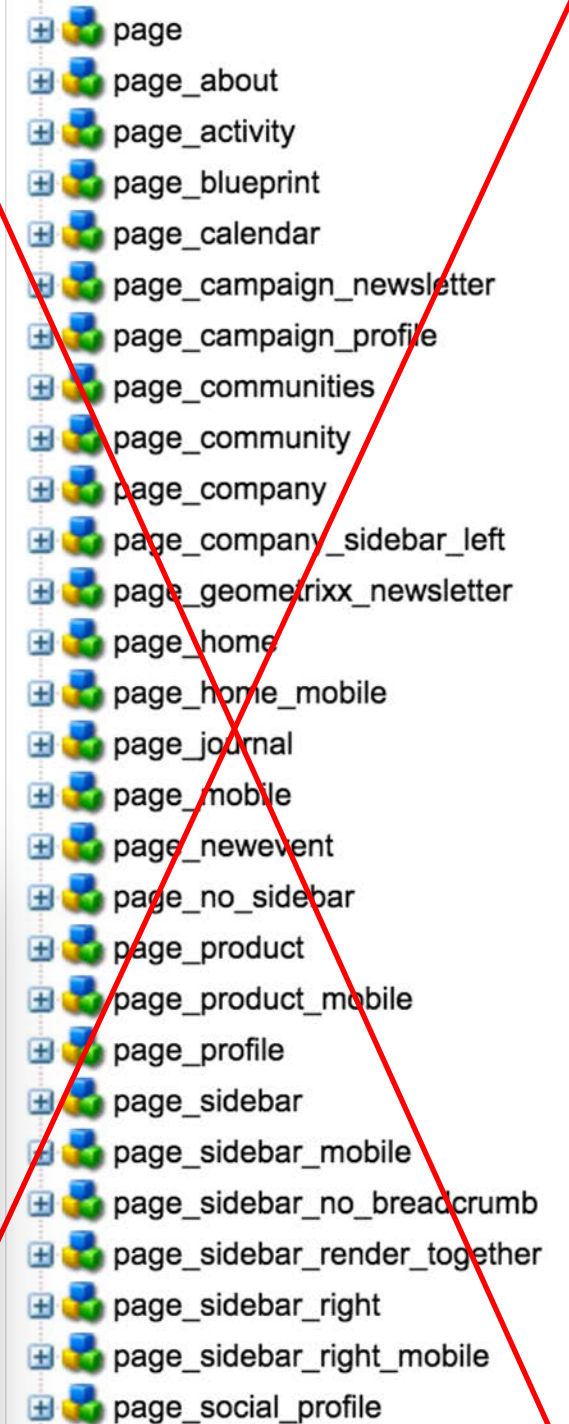 page
page_about
page_activity
page_blueprint
page_calendar
page_campaign_newsletter
page_campaign_profile
page_communities
page_community
page_company
page_company_sidebar_left
page_geometrixx_newsletter
page_home
page_home_mobile
page_journal
page_mobile
page_newevent
page_no_sidebar
page_product
page_product_mobile
page_profile
page_sidebar
page_sidebar_mobile
page_sidebar_no_breadcrumb
page_sidebar_render_together
page_sidebar_right
page_sidebar_right_mobile
page_social_profile